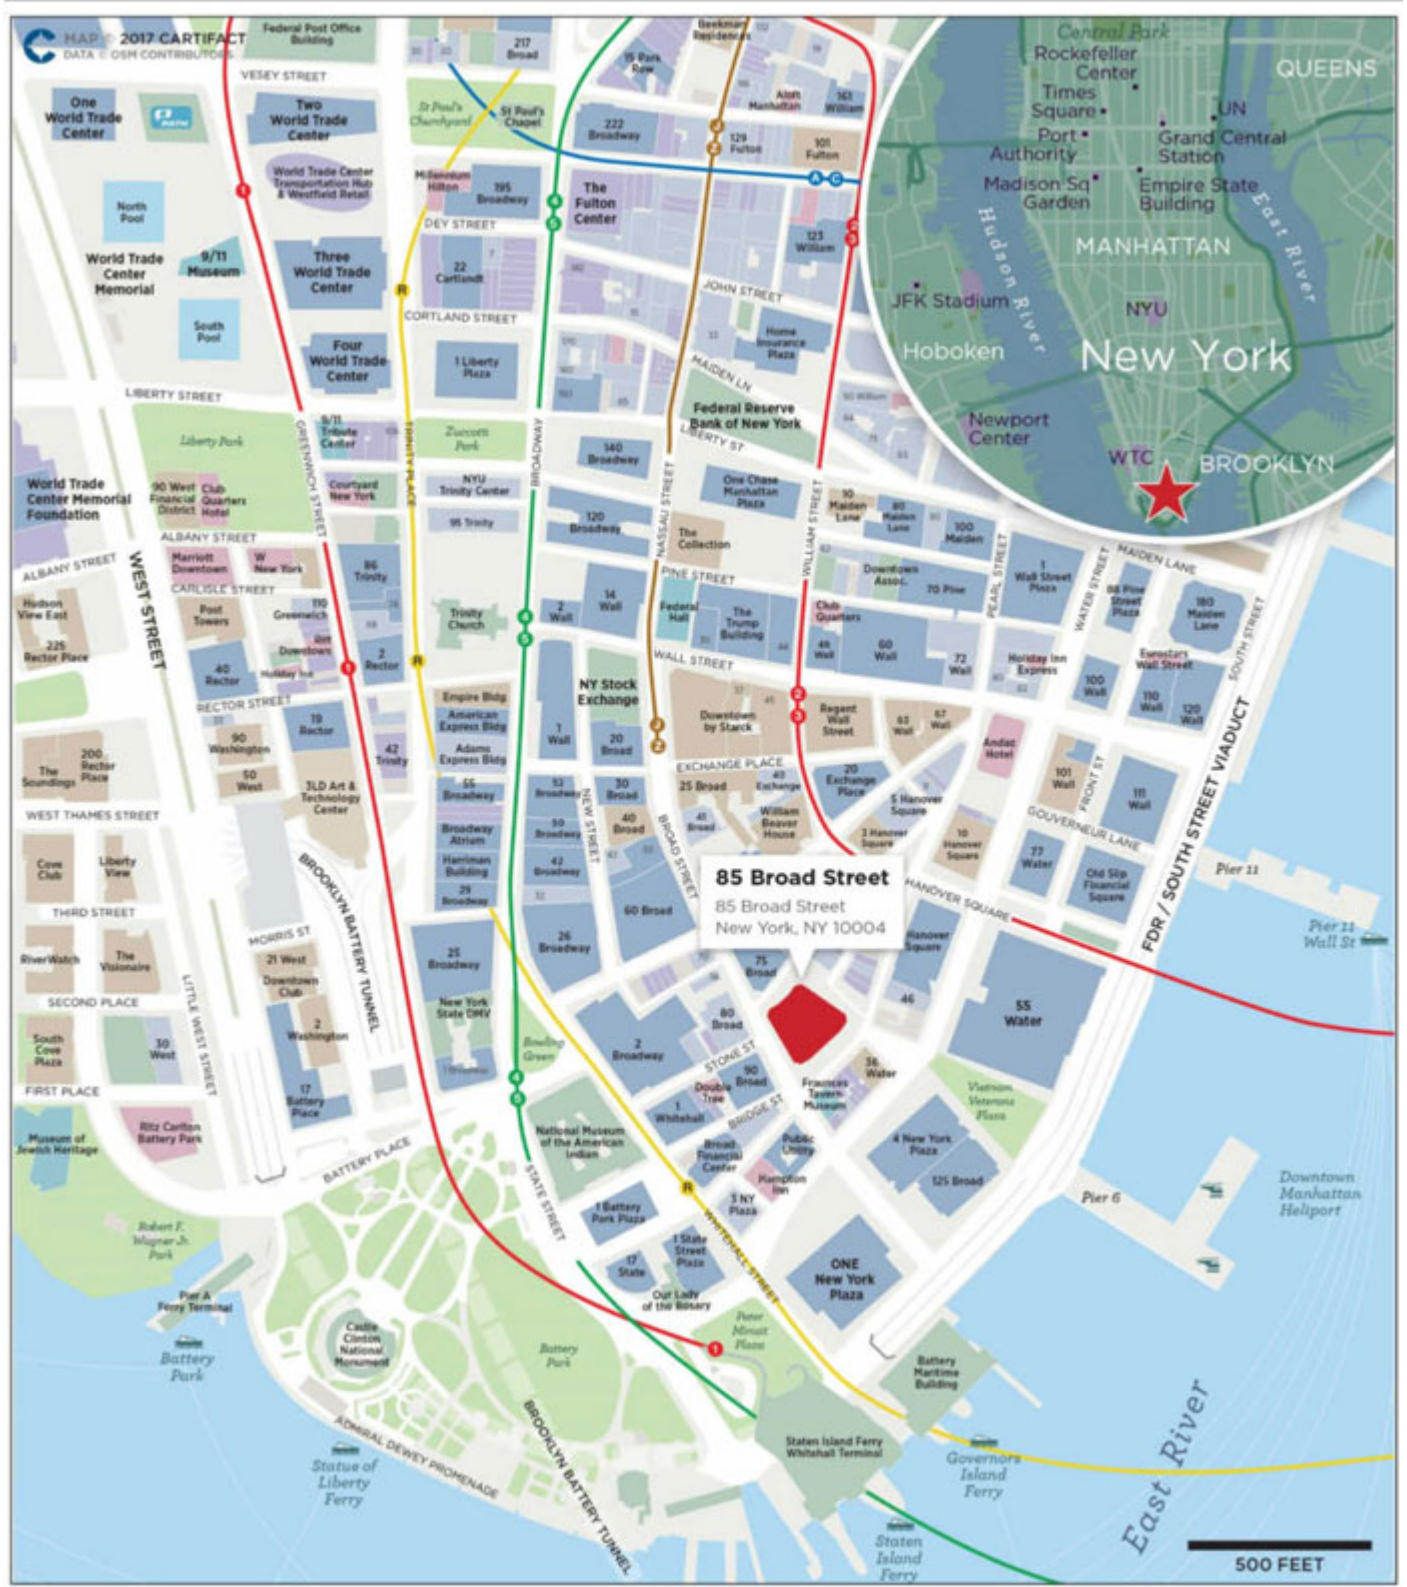 MAP © 2017 CARTIFACT
DATA © OSM CONTRIBUTORS
Federal Post Office
Building
217
Broad
VESEY STREET
15 Park
Row
Beekman
Residences
Aloft
Manhattan
161
William
One
World Trade
Center
PATH
Two
World Trade
Center
St Paul's
Churchyard
St Paul's
Chapel
222
Broadway
129
Fulton
101
Fulton
J
Z
A C
World Trade Center
Transportation Hub
& Westfield Retail
Millennium
Hilton
195
Broadway
The
Fulton
Center
4
5
1
North
Pool
DEY STREET
123
William
2
3
World Trade
Center
Memorial
9/11
Museum
Three
World Trade
Center
22
Cortlandt
R
JOHN STREET
South
Pool
CORTLAND STREET
Home
Insurance
Plaza
Four
World Trade
Center
1 Liberty
Plaza
MAIDEN LN
LIBERTY STREET
Federal Reserve
Bank of New York
LIBERTY ST
Liberty Park
9/11
Tribute
Center
Zuccotti
Park
140
Broadway
GREENWICH STREET
TRINITY PLACE
BROADWAY
NASSAU STREET
WILLIAM STREET
World Trade
Center Memorial
Foundation
90 West
Financial
District
Club
Quarters
Hotel
Courtyard
New York
NYU
Trinity Center
One Chase
Manhattan
Plaza
10
Maiden
Lane
80
Maiden
Lane
100
Maiden
95 Trinity
120
Broadway
The
Collection
ALBANY STREET
ALBANY STREET
Marriott
Downtown
W
New York
86
Trinity
PINE STREET
Downtown
Assoc.
70 Pine
PEARL STREET
1
Wall Street
Plaza
WATER STREET
MAIDEN LANE
88 Pine
Street
Plaza
180
Maiden
Lane
SOUTH STREET
CARLISLE STREET
WEST STREET
Hudson
View East
225
Rector Place
Post
Towers
110
Greenwich
Trinity
Church
2
Wall
14
Wall
Federal
Hall
The
Trump
Building
Club
Quarters
48
Wall
60
Wall
72
Wall
Holiday Inn
Express
Eurostars
Wall Street
Downtown
Holiday Inn
2
Rector
40
Rector
1
R
4
5
WALL STREET
100
Wall
110
Wall
120
Wall
RECTOR STREET
Empire Bldg
American
Express Bldg
Adams
Express Bldg
NY Stock
Exchange
1
Wall
20
Broad
J
Z
Downtown
by Starck
2
3
Regent
Wall
Street
63
Wall
67
Wall
Andaz
Hotel
19
Rector
90
Washington
50
West
42
Trinity
The
Soundings
200
Rector
Place
3LD Art &
Technology
Center
EXCHANGE PLACE
25 Broad
40
Exchange
20
Exchange
Place
101
Wall
FRONT ST
111
Wall
55
Broadway
52
Broadway
30
Broad
5 Hanover
Square
WEST THAMES STREET
Broadway
Atrium
50
Broadway
NEW STREET
40
Broad
BROAD STREET
41
Broad
William
Beaver
House
3 Hanover
Square
10
Hanover
Square
GOUVERNEUR LANE
77
Water
Old Slip
Financial
Square
FDR / SOUTH STREET VIADUCT
Pier 11
Cove
Club
Liberty
View
Harriman
Building
42
Broadway
29
Broadway
BROOKLYN BATTERY TUNNEL
85 Broad Street
85 Broad Street
New York, NY 10004
HANOVER SQUARE
THIRD STREET
60 Broad
Pier 11
Wall St
MORRIS ST
RiverWatch
The
Visionaire
21 West
Downtown
Club
25
Broadway
26
Broadway
75
Broad
Hanover
Square
SECOND PLACE
LITTLE WEST STREET
New York
State DMV
46
55
Water
South
Cove
Plaza
30
West
2
Washington
Bowling
Green
2
Broadway
80
Broad
STONE ST
36
Water
FIRST PLACE
17
Battery
Place
4
5
Double
Tree
90
Broad
Fraunces
Tavern
Museum
Vietnam
Veterans
Plaza
1
Whitehall
BRIDGE ST
Museum of
Jewish Heritage
Ritz Carlton
Battery Park
BATTERY PLACE
National Museum
of the American
Indian
Broad
Financial
Center
Public
Utility
4 New York
Plaza
125 Broad
Hampton
Inn
R
STATE STREET
1 Battery
Park Plaza
3 NY
Plaza
WHITEHALL STREET
Pier 6
Downtown
Manhattan
Heliport
Robert F.
Wagner Jr.
Park
1 State
Street
Plaza
17
State
Our Lady
of the Rosary
ONE
New York
Plaza
Pier A
Ferry Terminal
Castle
Clinton
National
Monument
Battery
Park
Battery
Park
Peter
Minuit
Plaza
1
Battery
Maritime
Building
ADMIRAL DEWEY PROMENADE
BROOKLYN BATTERY TUNNEL
Staten Island Ferry
Whitehall Terminal
Statue of
Liberty
Ferry
Governors
Island
Ferry
Staten
Island
Ferry
East River
500 FEET
Central Park
Rockefeller
Center
QUEENS
Times
Square
UN
Port
Authority
Grand Central
Station
Madison Sq
Garden
Empire State
Building
Hudson River
East River
MANHATTAN
JFK Stadium
NYU
Hoboken
New York
Newport
Center
WTC
BROOKLYN